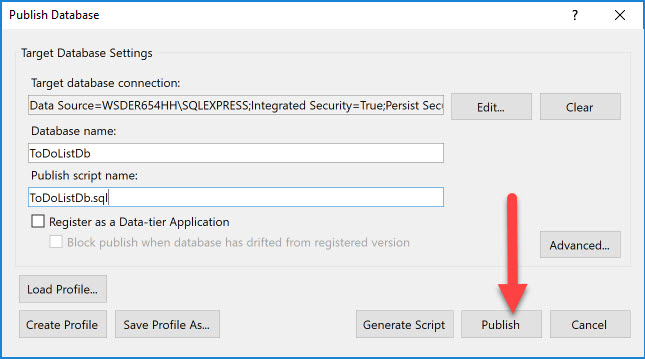 Publish Database
? ×
Target Database Settings
Target database connection:
Data Source=WSDER654HH\SQLEXPRESS;Integrated Security=True;Persist Secu
Edit...
Clear
Database name:
ToDoListDb
Publish script name:
ToDoListDb.sql
Register as a Data-tier Application
Block publish when database has drifted from registered version
Advanced...
Load Profile...
Create Profile
Save Profile As...
Generate Script
Publish
Cancel